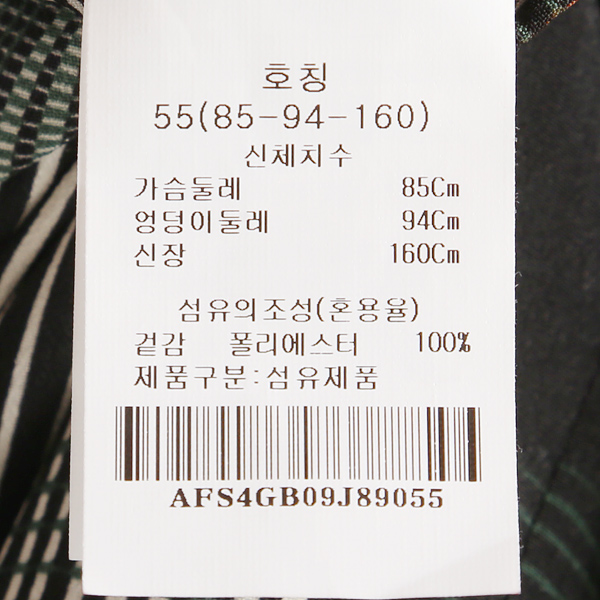 호칭
55(85-94-160)
신체치수
가슴둘레 85Cm
엉덩이둘레 94Cm
신장 160Cm
섬유의조성(혼용율)
겉감 폴리에스터 100%
제품구분:섬유제품
AFS4GB09J89055